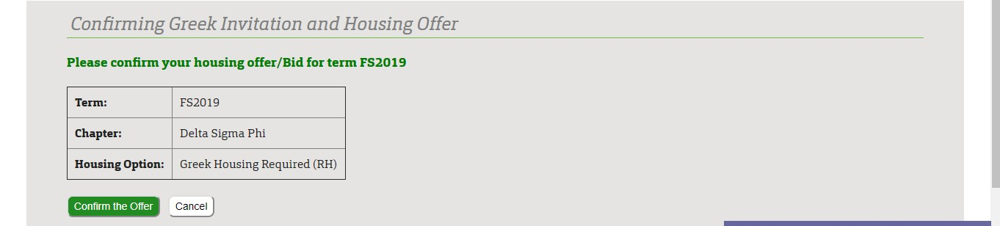 Confirming Greek Invitation and Housing Offer
Please confirm your housing offer/Bid for term FS2019
Term: FS2019
Chapter: Delta Sigma Phi
Housing Option: Greek Housing Required (RH)
Confirm the Offer Cancel